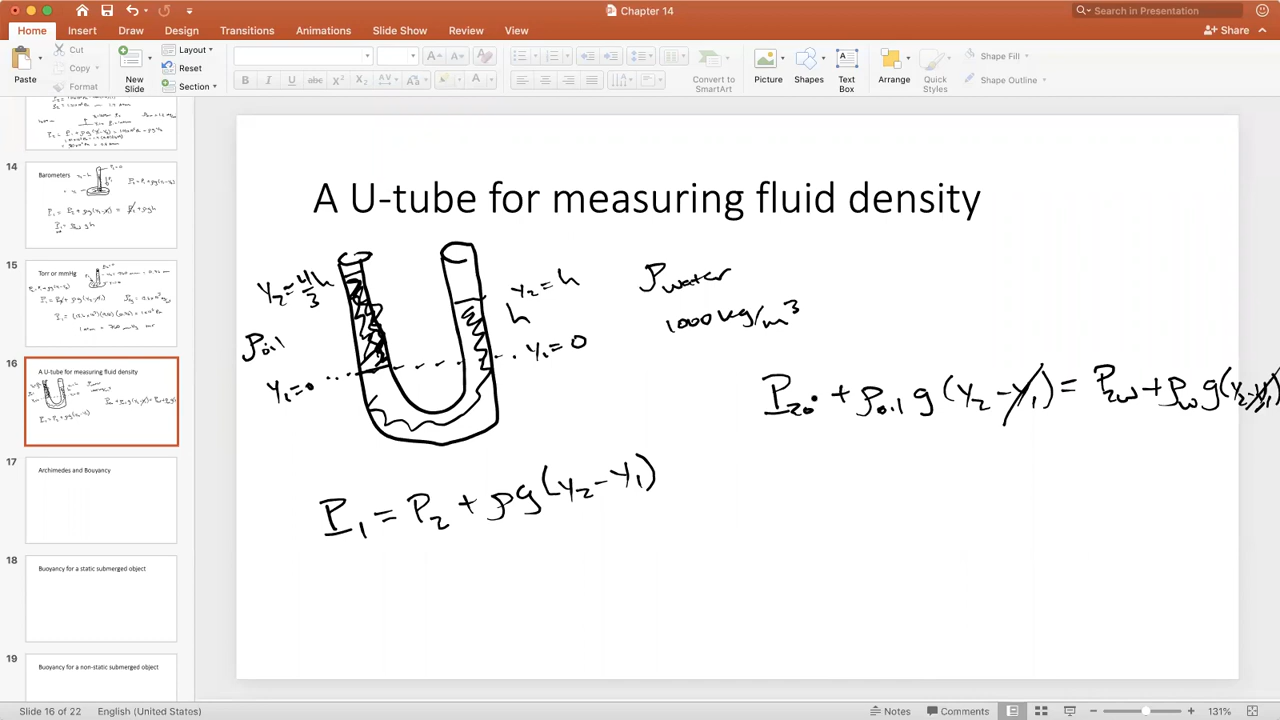 Chapter 14
Search in Presentation
Home Insert Draw Design Transitions Animations Slide Show Review View Share
Paste
Cut
Copy
Format
New Slide
Layout
Reset
Section
Convert to SmartArt
Picture
Shapes
Text Box
Arrange
Quick Styles
Shape Fill
Shape Outline
14
Barometers
15
Torr or mmHg
16
A U-tube for measuring fluid density
17
Archimedes and Bouyancy
18
Buoyancy for a static submerged object
19
Buoyancy for a non-static submerged object
A U-tube for measuring fluid density
y₂ = 4/3 h
y₂ = h
h
ρwater
1000 kg/m³
ρoil
y₁ = 0
y₁ = 0
P₂₀ + ρoil g (y₂ - y₁) = P₂w + ρw g (y₂ - y₁)
P₁ = P₂ + ρg(y₂ - y₁)
Slide 16 of 22
English (United States)
Notes
Comments
131%